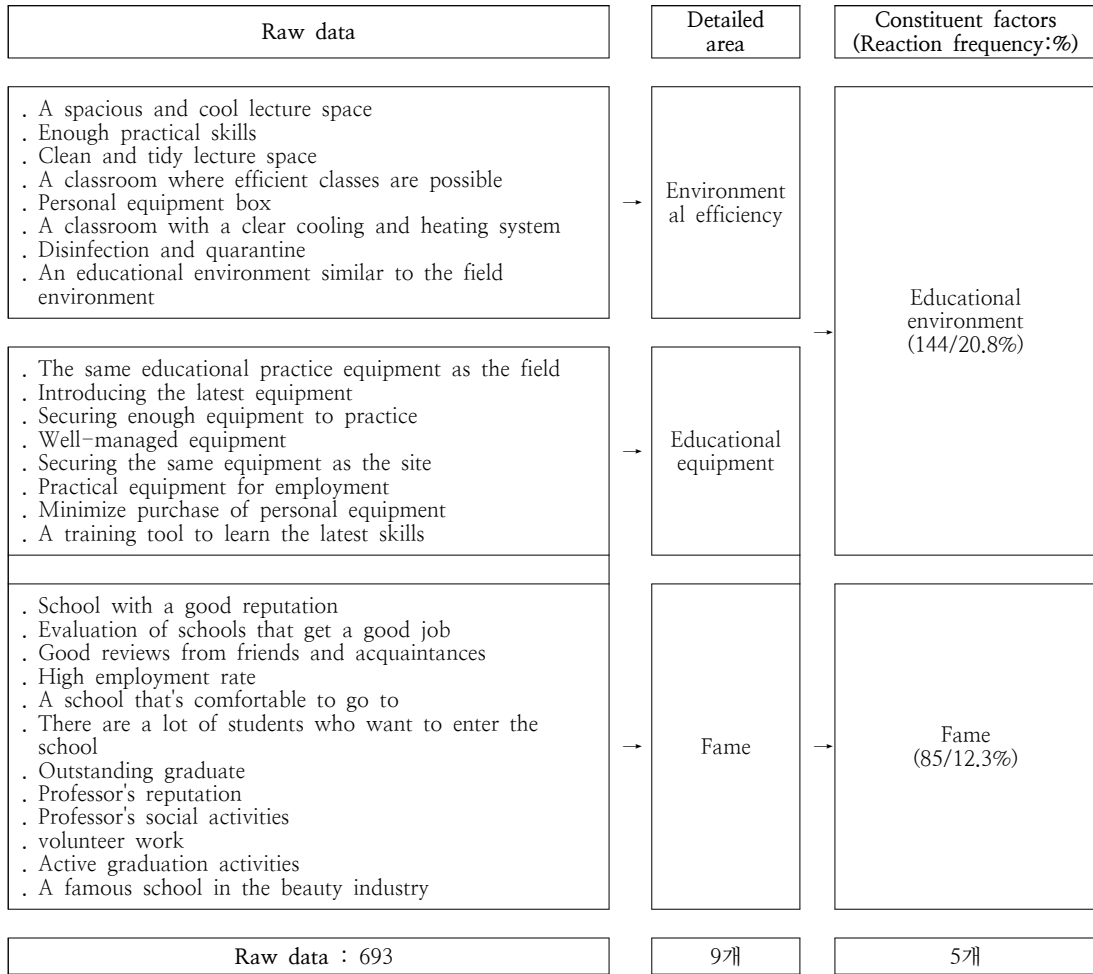 Raw data
Detailed
area
Constituent factors
(Reaction frequency:%)
. A spacious and cool lecture space
. Enough practical skills
. Clean and tidy lecture space
. A classroom where efficient classes are possible
. Personal equipment box
. A classroom with a clear cooling and heating system
. Disinfection and quarantine
. An educational environment similar to the field
environment
→
Environment
al efficiency
→
Educational
environment
(144/20.8%)
. The same educational practice equipment as the field
. Introducing the latest equipment
. Securing enough equipment to practice
. Well-managed equipment
. Securing the same equipment as the site
. Practical equipment for employment
. Minimize purchase of personal equipment
. A training tool to learn the latest skills
→
Educational
equipment
. School with a good reputation
. Evaluation of schools that get a good job
. Good reviews from friends and acquaintances
. High employment rate
. A school that's comfortable to go to
. There are a lot of students who want to enter the
school
. Outstanding graduate
. Professor's reputation
. Professor's social activities
. volunteer work
. Active graduation activities
. A famous school in the beauty industry
→
Fame
→
Fame
(85/12.3%)
Raw data : 693
9개
5개